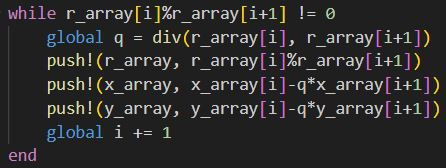 while r_array[i]%r_array[i+1] != 0
    global q = div(r_array[i], r_array[i+1])
    push!(r_array, r_array[i]%r_array[i+1])
    push!(x_array, x_array[i]-q*x_array[i+1])
    push!(y_array, y_array[i]-q*y_array[i+1])
    global i += 1
end